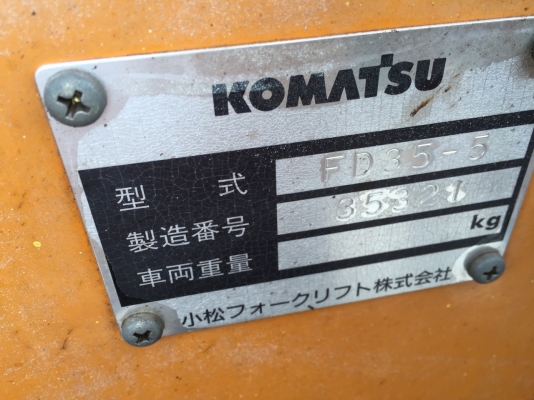 KOMATSU
型 式 FD35-5
製造番号 35321
車両重量 kg
小松フォークリフト株式会社